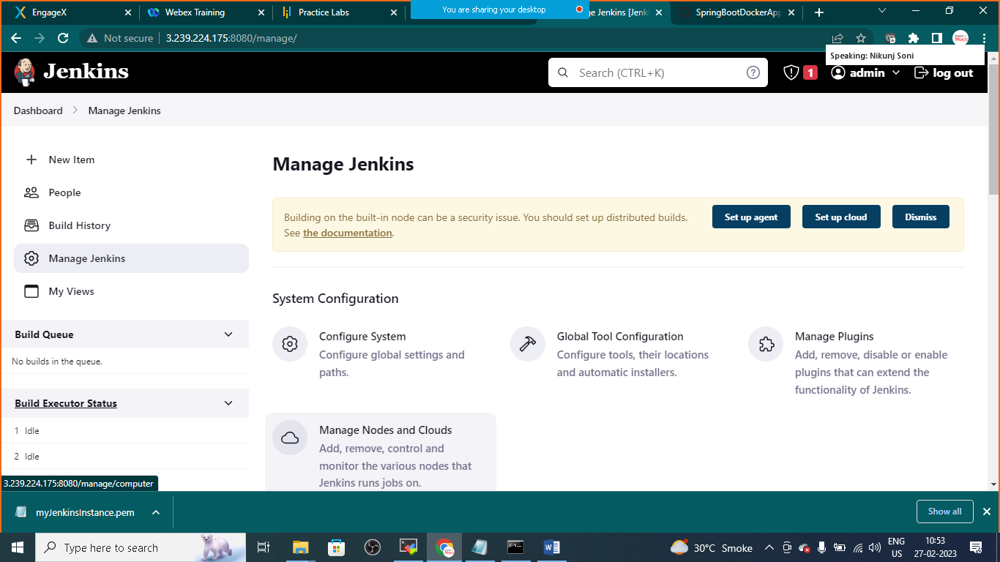 EngageX
Webex Training
Practice Labs
You are sharing your desktop
ge Jenkins [Jenki
SpringBootDockerApp
Not secure
3.239.224.175:8080/manage/
Speaking: Nikunj Soni
Jenkins
Search (CTRL+K)
1
admin
log out
Dashboard
Manage Jenkins
New Item
People
Build History
Manage Jenkins
My Views
Build Queue
No builds in the queue.
Build Executor Status
1 Idle
2 Idle
3.239.224.175:8080/manage/computer
Manage Jenkins
Building on the built-in node can be a security issue. You should set up distributed builds.
See the documentation.
Set up agent
Set up cloud
Dismiss
System Configuration
Configure System
Configure global settings and
paths.
Global Tool Configuration
Configure tools, their locations
and automatic installers.
Manage Plugins
Add, remove, disable or enable
plugins that can extend the
functionality of Jenkins.
Manage Nodes and Clouds
Add, remove, control and
monitor the various nodes that
Jenkins runs jobs on.
myJenkinsInstance.pem
Show all
Type here to search
30°C Smoke
ENG
US
10:53
27-02-2023